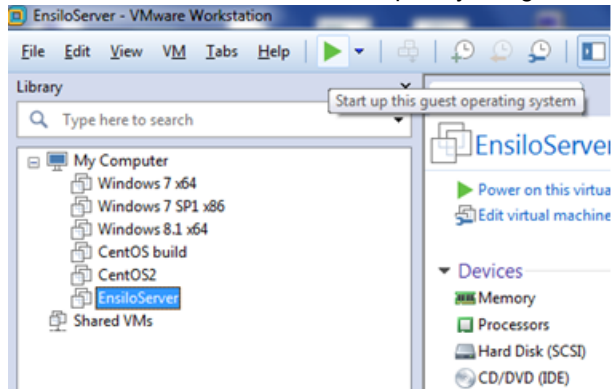 EnsiloServer - VMware Workstation
File Edit View VM Tabs Help
Library
Start up this guest operating system
Type here to search
My Computer
Windows 7 x64
Windows 7 SP1 x86
Windows 8.1 x64
CentOS build
CentOS2
EnsiloServer
Shared VMs
EnsiloServer
Power on this virtua
Edit virtual machine
Devices
Memory
Processors
Hard Disk (SCSI)
CD/DVD (IDE)